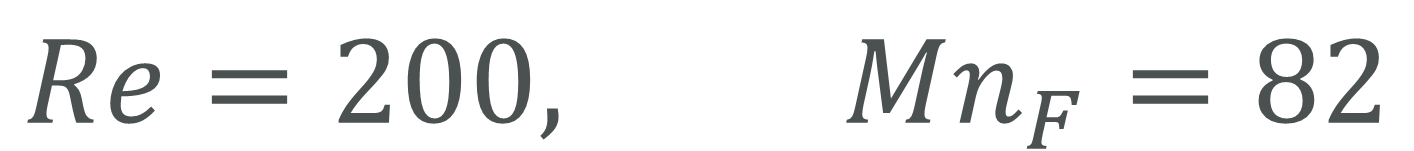 Re = 200, Mn_F = 82